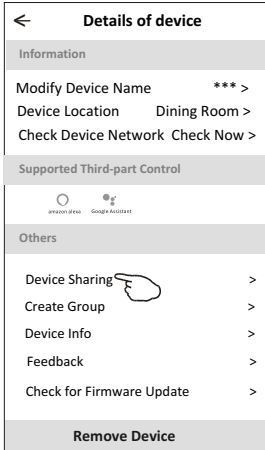 Details of device
Information
Modify Device Name *** >
Device Location Dining Room >
Check Device Network Check Now >
Supported Third-part Control
amazon alexa Google Assistant
Others
Device Sharing >
Create Group >
Device Info >
Feedback >
Check for Firmware Update >
Remove Device